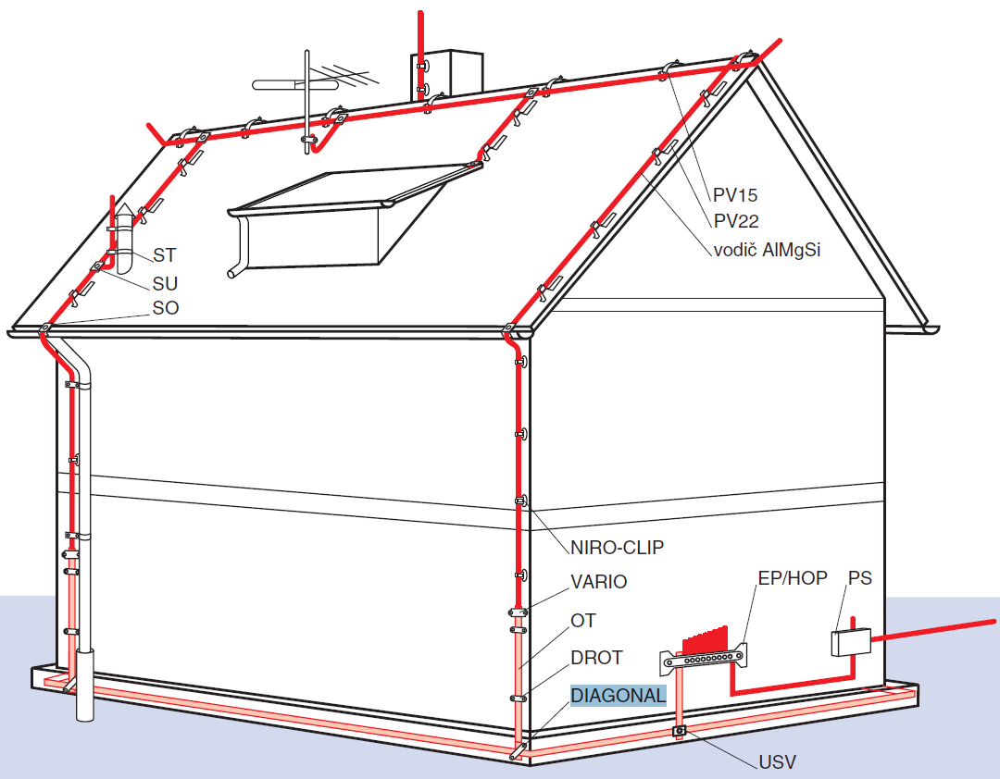 PV15
PV22
vodič AlMgSi
ST
SU
SO
NIRO-CLIP
VARIO
EP/HOP
PS
OT
DROT
DIAGONAL
USV